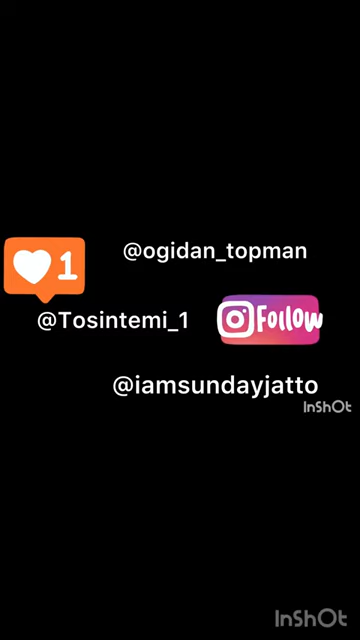 @ogidan_topman
1
@Tosintemi_1
Follow
@iamsundayjatto
InShOt
InShOt